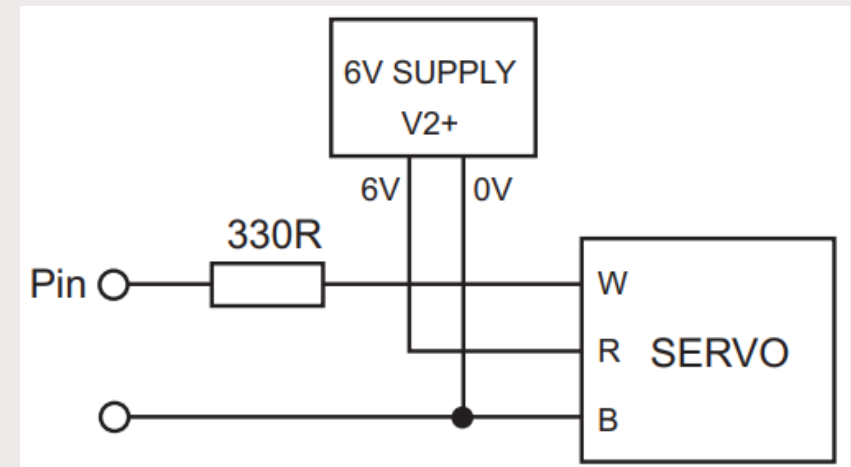 6V SUPPLY
V2+
6V 0V
330R
Pin
W
R SERVO
B